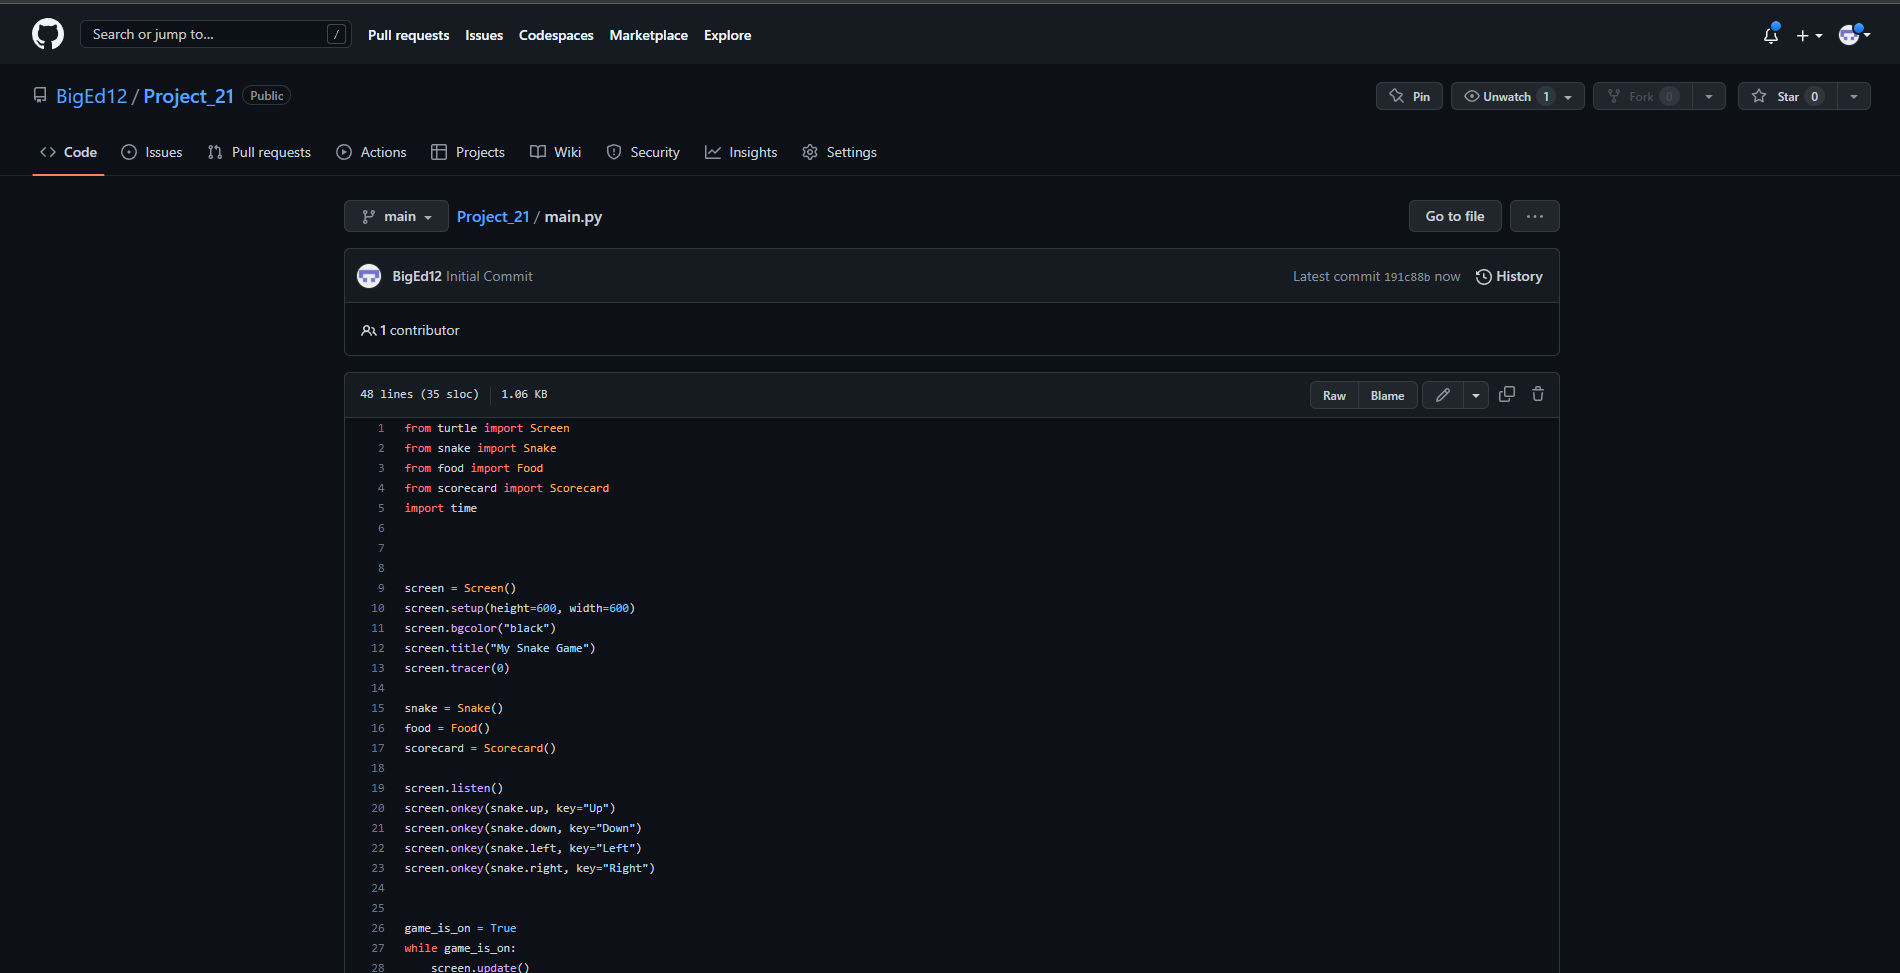 Search or jump to... /
Pull requests Issues Codespaces Marketplace Explore
BigEd12 / Project_21 Public
Pin Unwatch 1 Fork 0 Star 0
Code Issues Pull requests Actions Projects Wiki Security Insights Settings
main Project_21 / main.py Go to file ...
BigEd12 Initial Commit Latest commit 191c88b now History
1 contributor
48 lines (35 sloc) 1.06 KB Raw Blame
1 from turtle import Screen
2 from snake import Snake
3 from food import Food
4 from scorecard import Scorecard
5 import time
6
7
8
9 screen = Screen()
10 screen.setup(height=600, width=600)
11 screen.bgcolor("black")
12 screen.title("My Snake Game")
13 screen.tracer(0)
14
15 snake = Snake()
16 food = Food()
17 scorecard = Scorecard()
18
19 screen.listen()
20 screen.onkey(snake.up, key="Up")
21 screen.onkey(snake.down, key="Down")
22 screen.onkey(snake.left, key="Left")
23 screen.onkey(snake.right, key="Right")
24
25
26 game_is_on = True
27 while game_is_on:
28 screen.update()